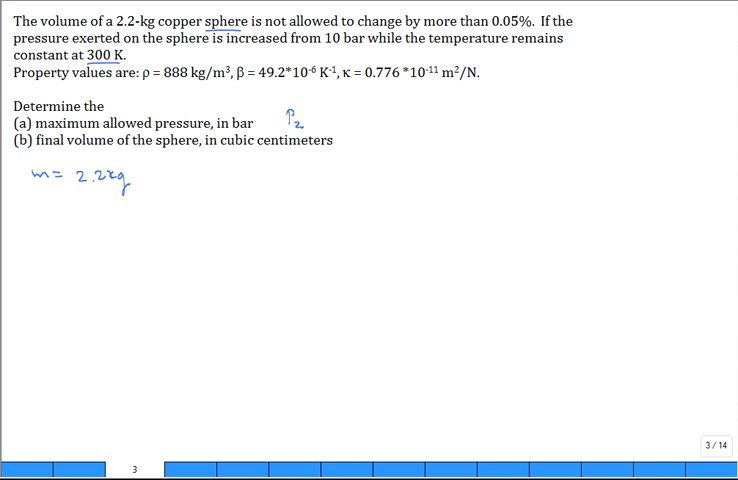 The volume of a 2.2-kg copper sphere is not allowed to change by more than 0.05%. If the
pressure exerted on the sphere is increased from 10 bar while the temperature remains
constant at 300 K.
Property values are: ρ = 888 kg/m³, β = 49.2*10⁻⁶ K⁻¹, κ = 0.776 *10⁻¹¹ m²/N.
Determine the
(a) maximum allowed pressure, in bar P₂
(b) final volume of the sphere, in cubic centimeters
m = 2.2kg
3 / 14
3